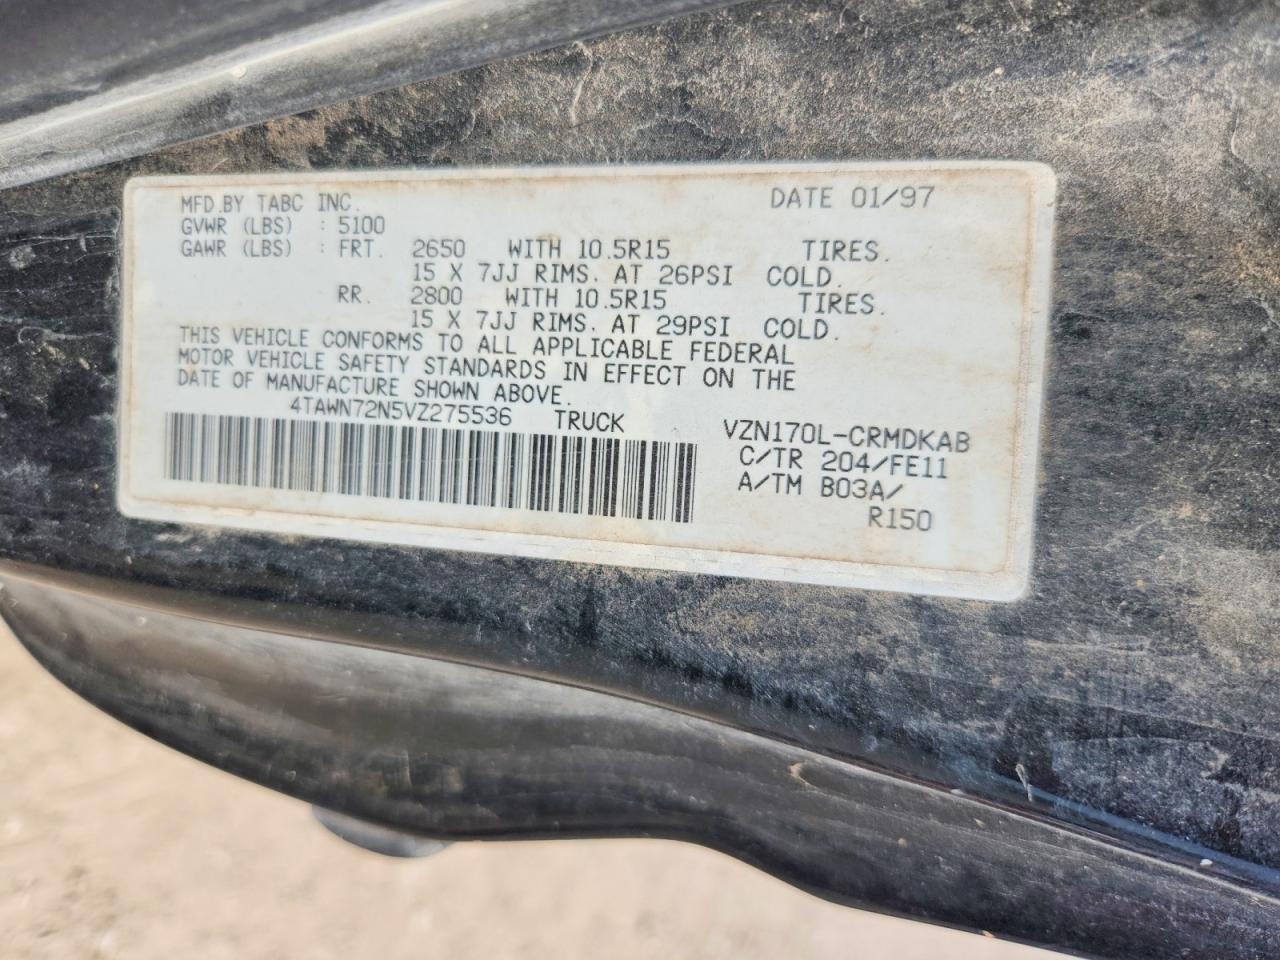 MFD.BY TABC INC. DATE 01/97
GVWR (LBS) : 5100
GAWR (LBS) : FRT. 2650 WITH 10.5R15 TIRES.
15 X 7JJ RIMS. AT 26PSI COLD.
RR. 2800 WITH 10.5R15 TIRES.
15 X 7JJ RIMS. AT 29PSI COLD.
THIS VEHICLE CONFORMS TO ALL APPLICABLE FEDERAL
MOTOR VEHICLE SAFETY STANDARDS IN EFFECT ON THE
DATE OF MANUFACTURE SHOWN ABOVE.
4TAWN72N5VZ275536 TRUCK
VZN170L-CRMDKAB
C/TR 204/FE11
A/TM B03A/
R150